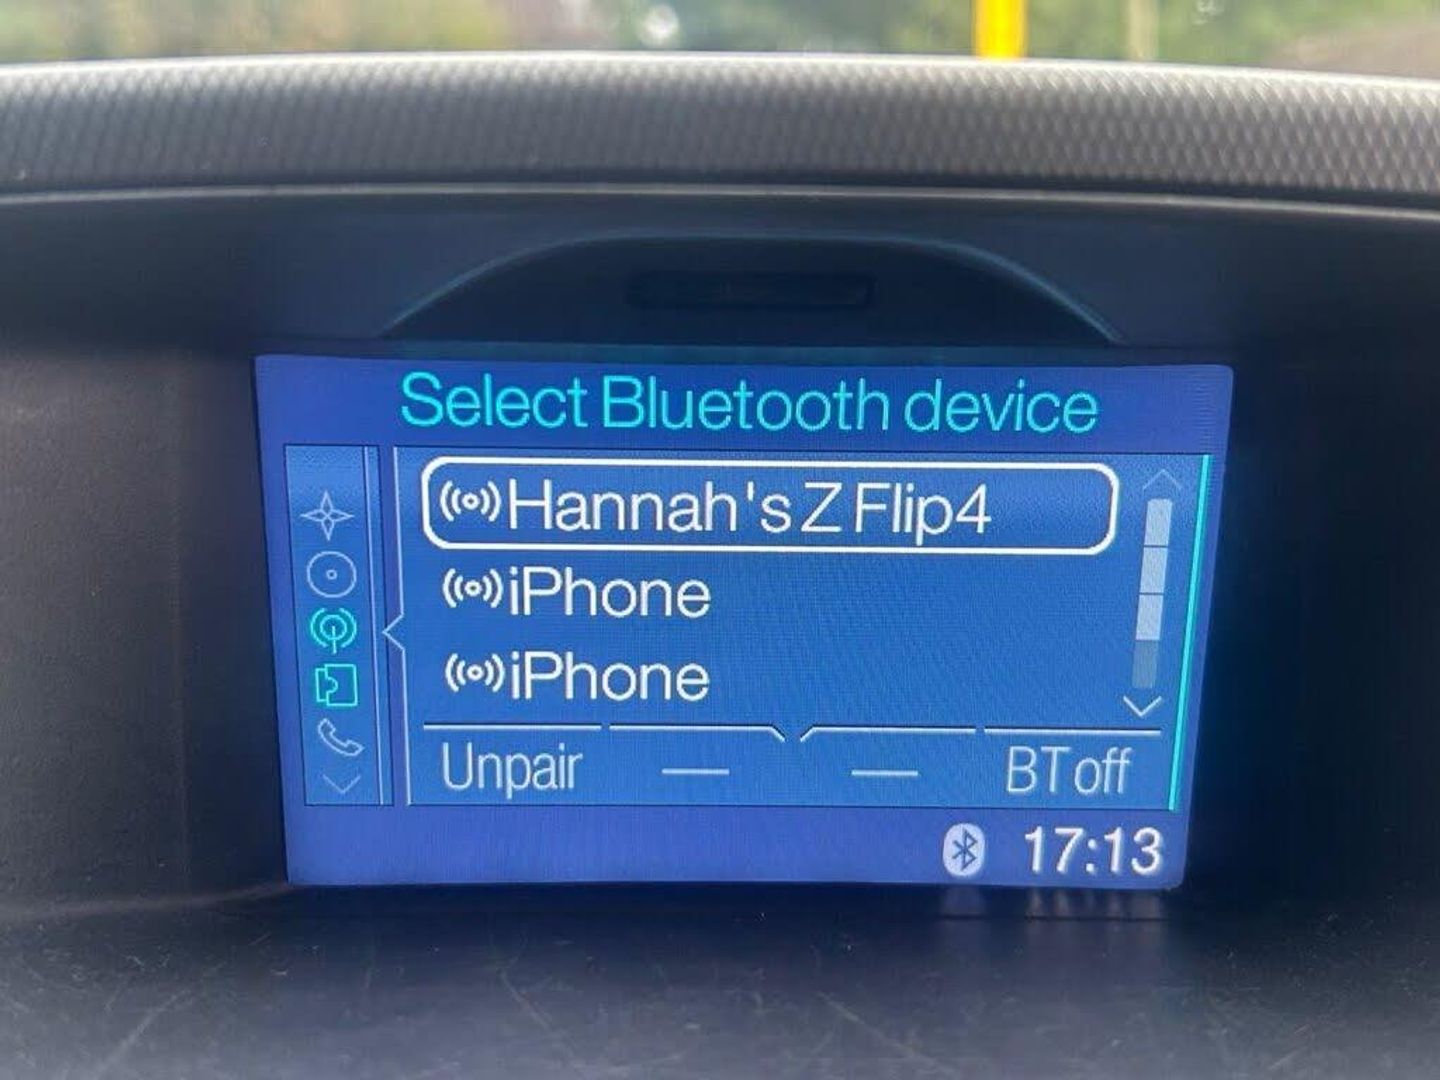 Select Bluetooth device
Hannah's Z Flip4
iPhone
iPhone
Unpair
BT off
17:13